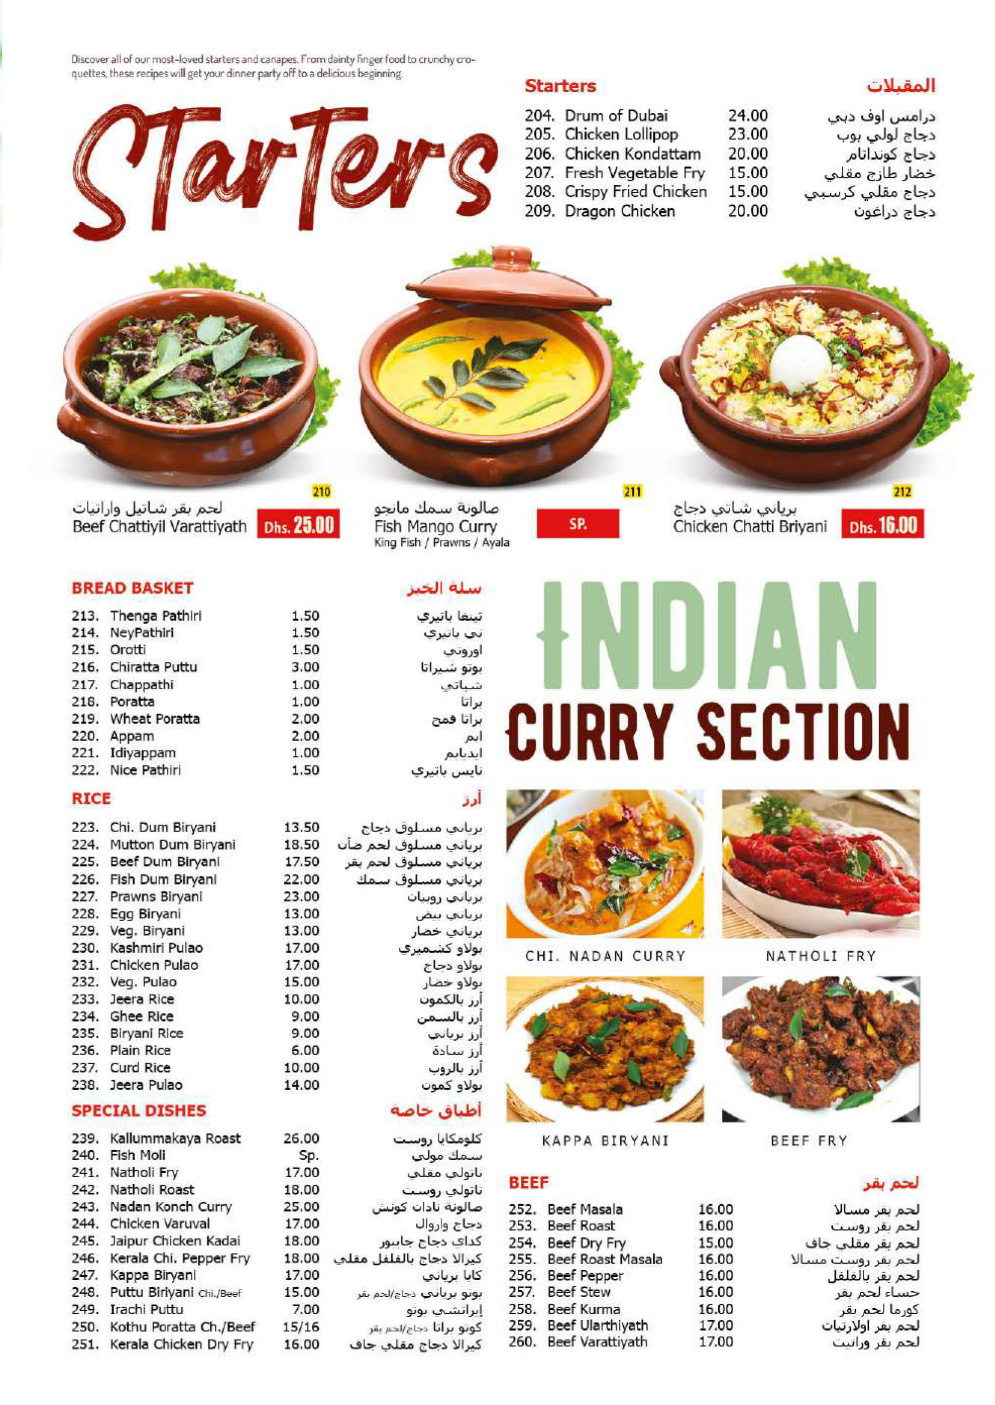 Discover all of our most-loved starters and canapes. From dainty finger food to crunchy cro-
quettes, these recipes will get your dinner party off to a delicious beginning.
Starters
Starters المقبلات
204. Drum of Dubai 24.00 درامس اوف دبي
205. Chicken Lollipop 23.00 دجاج لولي بوب
206. Chicken Kondattam 20.00 دجاج كونداتام
207. Fresh Vegetable Fry 15.00 خضار طازج مقلي
208. Crispy Fried Chicken 15.00 دجاج مقلي كرسبي
209. Dragon Chicken 20.00 دجاج دراغون
210
لحم بقر شاتيل واراتيات
Beef Chattiyil Varattiyath Dhs. 25.00
211
صالونة سمك مانجو
Fish Mango Curry SP.
King Fish / Prawns / Ayala
212
برياني شاتي دجاج
Chicken Chatti Briyani Dhs. 16.00
BREAD BASKET سلة الخبز
213. Thenga Pathiri 1.50 تينغا باتيري
214. NeyPathiri 1.50 ني باتيري
215. Orotti 1.50 اوروتي
216. Chiratta Puttu 3.00 بوتو شيراتا
217. Chappathi 1.00 شباتي
218. Poratta 1.00 براتا
219. Wheat Poratta 2.00 براتا قمح
220. Appam 2.00 ابم
221. Idiyappam 1.00 ايديابم
222. Nice Pathiri 1.50 نايس باتيري
RICE أرز
223. Chi. Dum Biryani 13.50 برياني مسلوق دجاج
224. Mutton Dum Biryani 18.50 برياني مسلوق لحم ضأن
225. Beef Dum Biryani 17.50 برياني مسلوق لحم بقر
226. Fish Dum Biryani 22.00 برياني مسلوق سمك
227. Prawns Biryani 23.00 برياني روبيان
228. Egg Biryani 13.00 برياني بيض
229. Veg. Biryani 13.00 برياني خضار
230. Kashmiri Pulao 17.00 بولاو كشميري
231. Chicken Pulao 17.00 بولاو دجاج
232. Veg. Pulao 15.00 بولاو خضار
233. Jeera Rice 10.00 أرز بالكمون
234. Ghee Rice 9.00 أرز بالسمن
235. Biryani Rice 9.00 أرز برياني
236. Plain Rice 6.00 أرز سادة
237. Curd Rice 10.00 أرز بالروب
238. Jeera Pulao 14.00 بولاو كمون
SPECIAL DISHES أطباق خاصة
239. Kallummakaya Roast 26.00 كلومكايا روست
240. Fish Moli Sp. سمك مولي
241. Natholi Fry 17.00 ناتولي مقلي
242. Natholi Roast 18.00 ناتولي روست
243. Nadan Konch Curry 25.00 صالونة نادان كونش
244. Chicken Varuval 17.00 دجاج واروال
245. Jaipur Chicken Kadai 18.00 كداي دجاج جايبور
246. Kerala Chi. Pepper Fry 18.00 كيرالا دجاج بالفلفل مقلي
247. Kappa Biryani 17.00 كابا برياني
248. Puttu Biriyani Chi./Beef 15.00 بوتو برياني دجاج/لحم بقر
249. Irachi Puttu 7.00 إيراتشي بوتو
250. Kothu Poratta Ch./Beef 15/16 كوتو براتا دجاج/لحم بقر
251. Kerala Chicken Dry Fry 16.00 كيرالا دجاج مقلي جاف
INDIAN
CURRY SECTION
CHI. NADAN CURRY
NATHOLI FRY
KAPPA BIRYANI
BEEF FRY
BEEF لحم بقر
252. Beef Masala 16.00 لحم بقر مسالا
253. Beef Roast 16.00 لحم بقر روست
254. Beef Dry Fry 15.00 لحم بقر مقلي جاف
255. Beef Roast Masala 16.00 لحم بقر روست مسالا
256. Beef Pepper 16.00 لحم بقر بالفلفل
257. Beef Stew 16.00 حساء لحم بقر
258. Beef Kurma 16.00 كورما لحم بقر
259. Beef Ularthiyath 17.00 لحم بقر اولارتيات
260. Beef Varattiyath 17.00 لحم بقر وراتيت